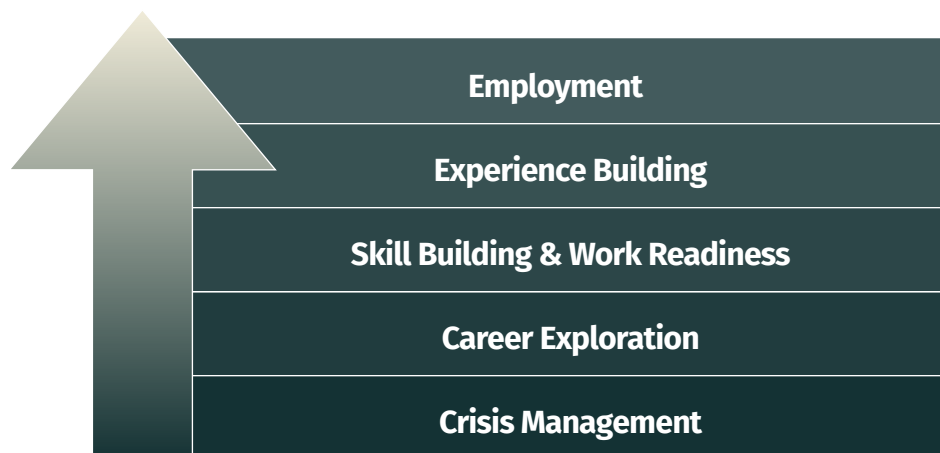 Employment
Experience Building
Skill Building & Work Readiness
Career Exploration
Crisis Management